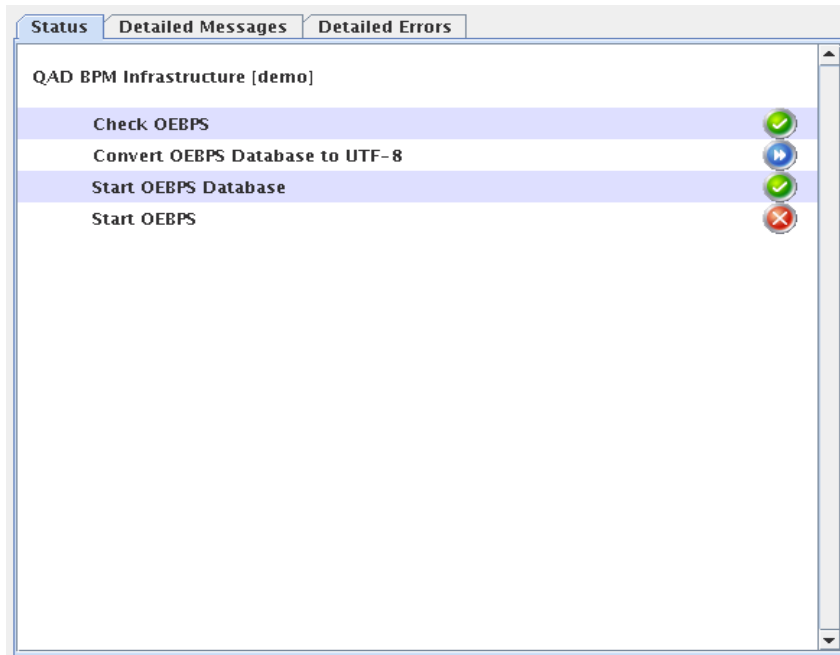 Status Detailed Messages Detailed Errors
QAD BPM Infrastructure [demo]
Check OEBPS
Convert OEBPS Database to UTF-8
Start OEBPS Database
Start OEBPS